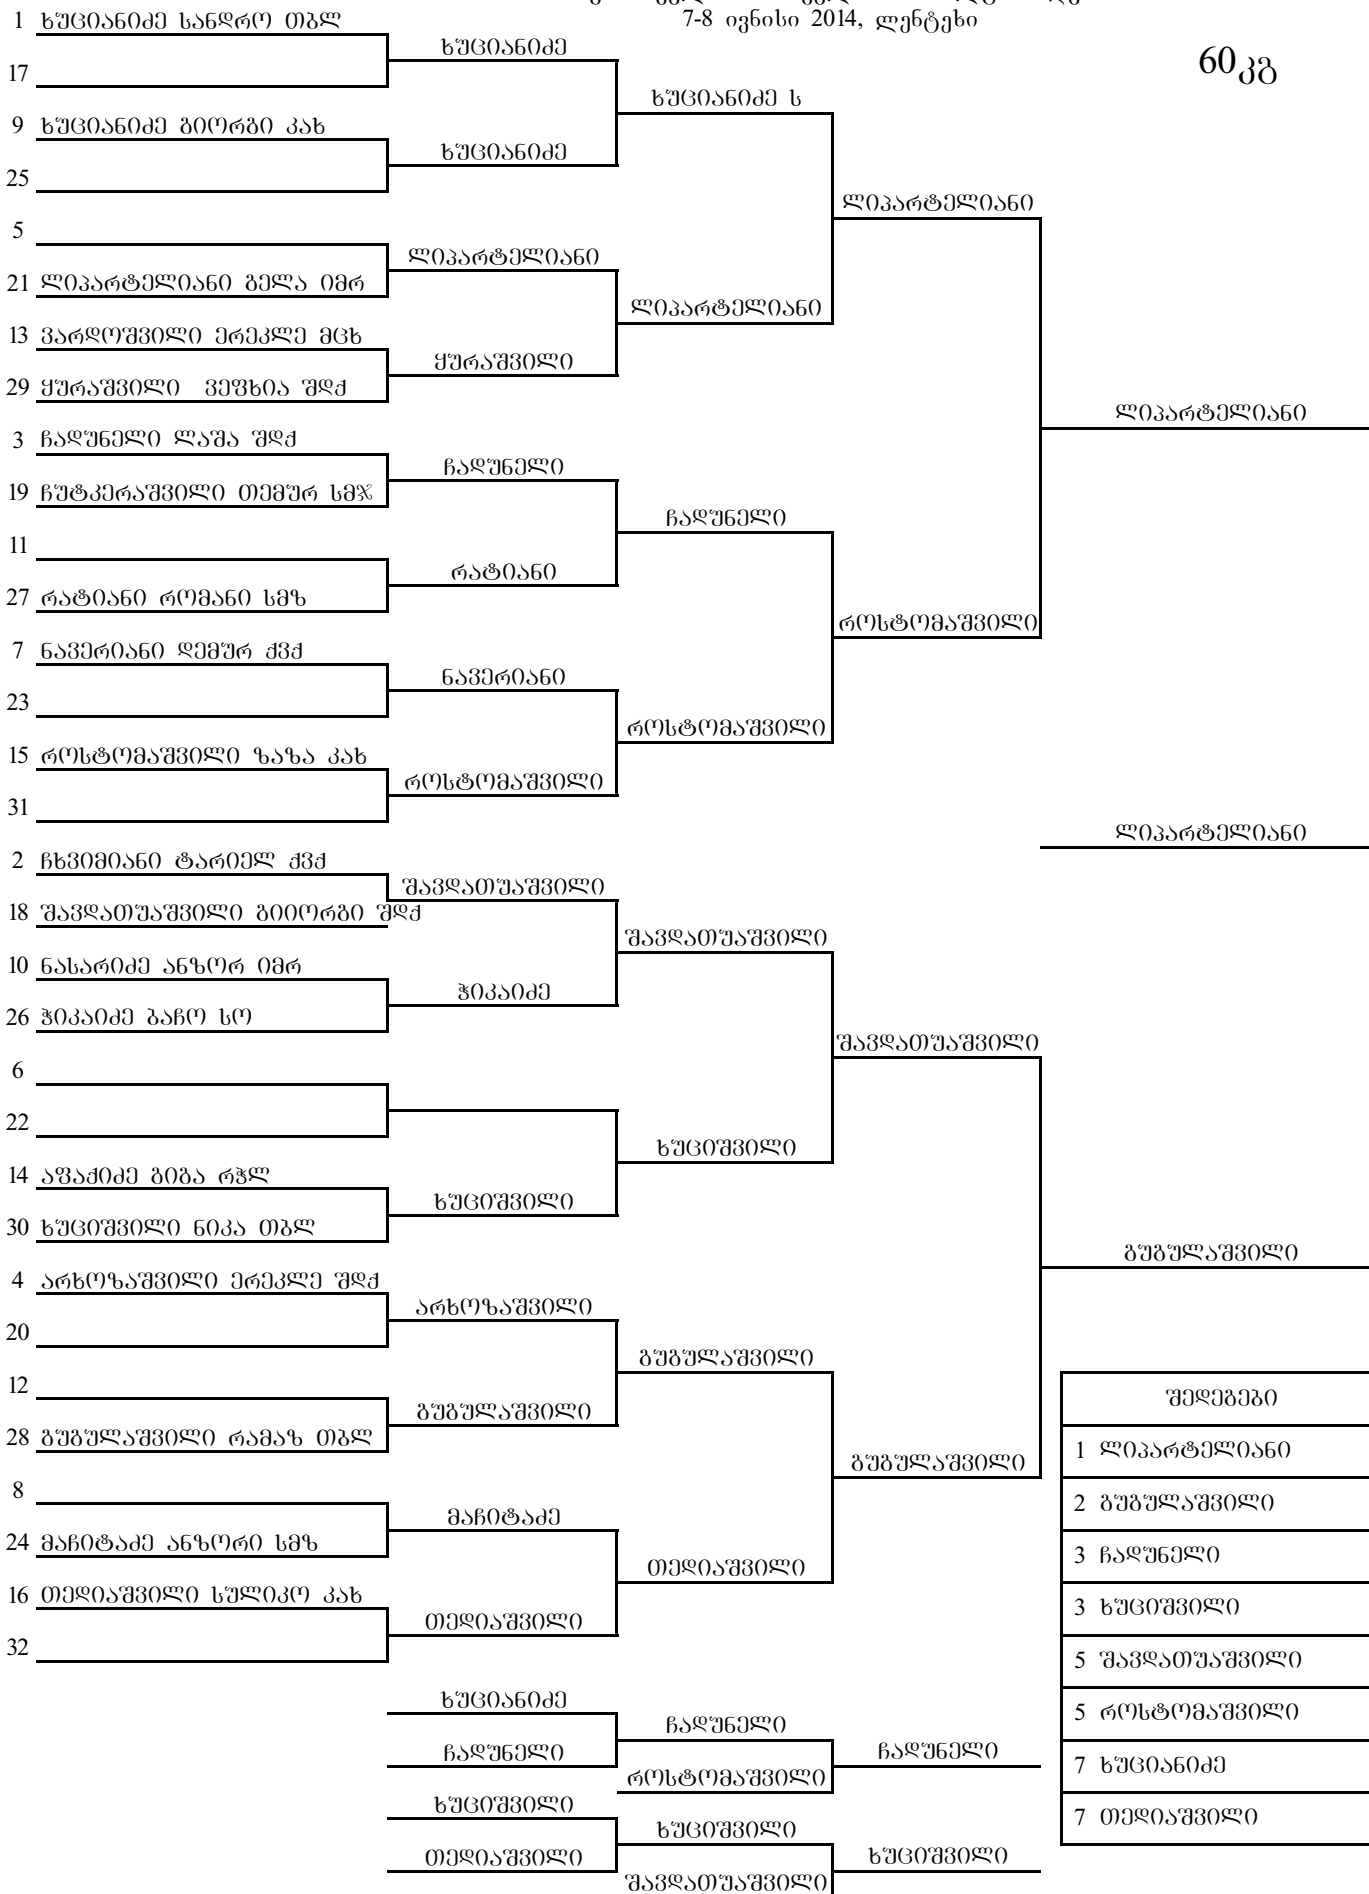 7-8 ივნისი 2014, ლენტეხი
60კგ
1 ხუციანიძე სანდრო თბლ
17
9 ხუციანიძე გიორგი კახ
25
5
21 ლიპარტელიანი გელა იმრ
13 ვარდოშვილი ერეკლე მცხ
29 ყურაშვილი ვეფხია შდქ
3 ჩადუნელი ლაშა შდქ
19 ჩუტკერაშვილი თემურ სმჯ
11
27 რატიანი რომანი სმზ
7 ნავერიანი დემურ ქვქ
23
15 როსტომაშვილი ზაზა კახ
31
2 ჩხვიმიანი ტარიელ ქვქ
18 შავდათუაშვილი გიიორგი შდქ
10 ნასარიძე ანზორ იმრ
26 ჭიკაიძე ბაჩო სო
6
22
14 აფაქიძე გიგა რჭლ
30 ხუციშვილი ნიკა თბლ
4 არხოზაშვილი ერეკლე შდქ
20
12
28 გუგულაშვილი რამაზ თბლ
8
24 მაჩიტაძე ანზორი სმზ
16 თედიაშვილი სულიკო კახ
32
ხუციანიძე
ხუციანიძე
ლიპარტელიანი
ყურაშვილი
ჩადუნელი
რატიანი
ნავერიანი
როსტომაშვილი
შავდათუაშვილი
ჭიკაიძე
ხუციშვილი
არხოზაშვილი
გუგულაშვილი
მაჩიტაძე
თედიაშვილი
ხუციანიძე ს
ლიპარტელიანი
ჩადუნელი
როსტომაშვილი
შავდათუაშვილი
ხუციშვილი
გუგულაშვილი
თედიაშვილი
ლიპარტელიანი
როსტომაშვილი
შავდათუაშვილი
გუგულაშვილი
ლიპარტელიანი
ლიპარტელიანი
გუგულაშვილი
ხუციანიძე
ჩადუნელი
ხუციშვილი
თედიაშვილი
ჩადუნელი
როსტომაშვილი
ხუციშვილი
შავდათუაშვილი
ჩადუნელი
ხუციშვილი
შედეგები
1 ლიპარტელიანი
2 გუგულაშვილი
3 ჩადუნელი
3 ხუციშვილი
5 შავდათუაშვილი
5 როსტომაშვილი
7 ხუციანიძე
7 თედიაშვილი